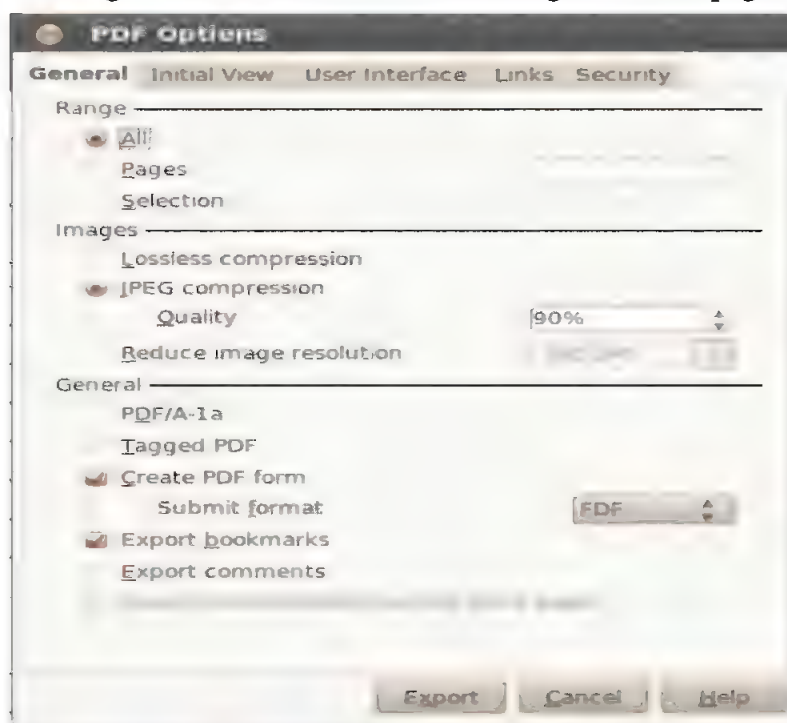 PDF Options
General Initial View User Interface Links Security
Range
All
Pages
Selection
Images
Lossless compression
JPEG compression
Quality 90%
Reduce image resolution
General
PDF/A-1a
Tagged PDF
Create PDF form
Submit format FDF
Export bookmarks
Export comments
Export Cancel Help